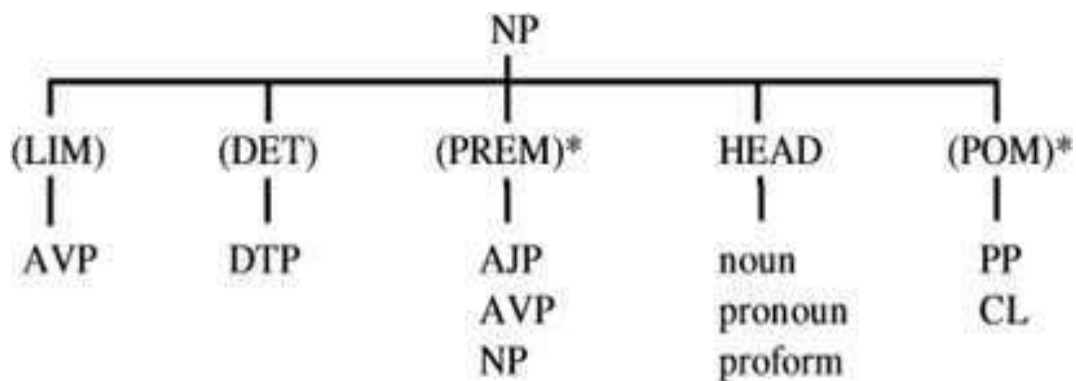 NP
(LIM) (DET) (PREM)* HEAD (POM)*
AVP DTP AJP noun PP
AVP pronoun CL
NP proform